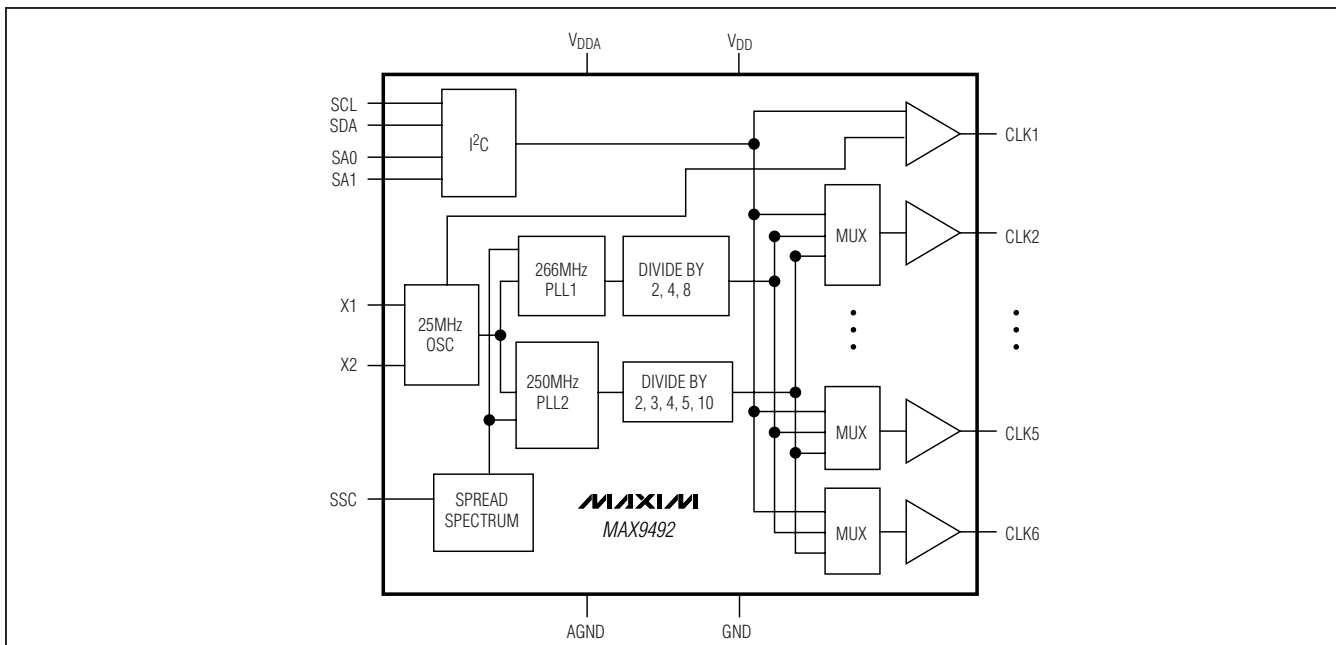 VDDA
VDD
SCL
SDA
SA0
SA1
I2C
CLK1
MUX
CLK2
266MHz
PLL1
DIVIDE BY
2, 4, 8
X1
X2
25MHz
OSC
250MHz
PLL2
DIVIDE BY
2, 3, 4, 5, 10
MUX
CLK5
SSC
SPREAD
SPECTRUM
MAXIM
MAX9492
MUX
CLK6
AGND
GND